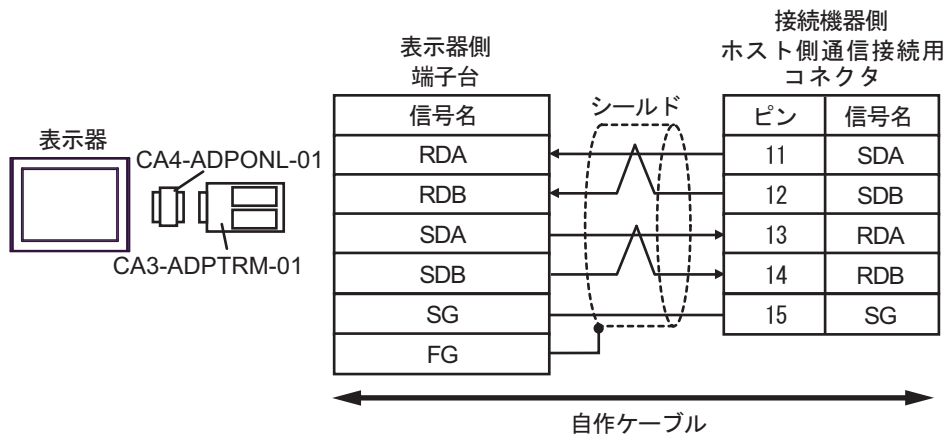 接続機器側
ホスト側通信接続用
コネクタ
表示器側
端子台
シールド
表示器
CA4-ADPONL-01
CA3-ADPTRM-01
信号名
RDA
RDB
SDA
SDB
SG
FG
ピン 信号名
11 SDA
12 SDB
13 RDA
14 RDB
15 SG
自作ケーブル